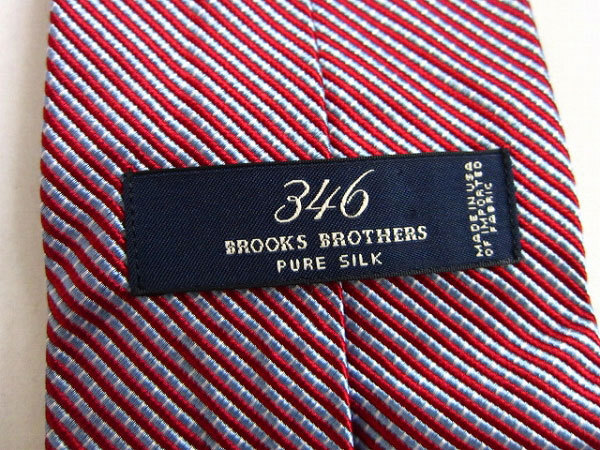 346
BROOKS BROTHERS
PURE SILK
MADE IN USA
OF IMPORTED
FABRIC